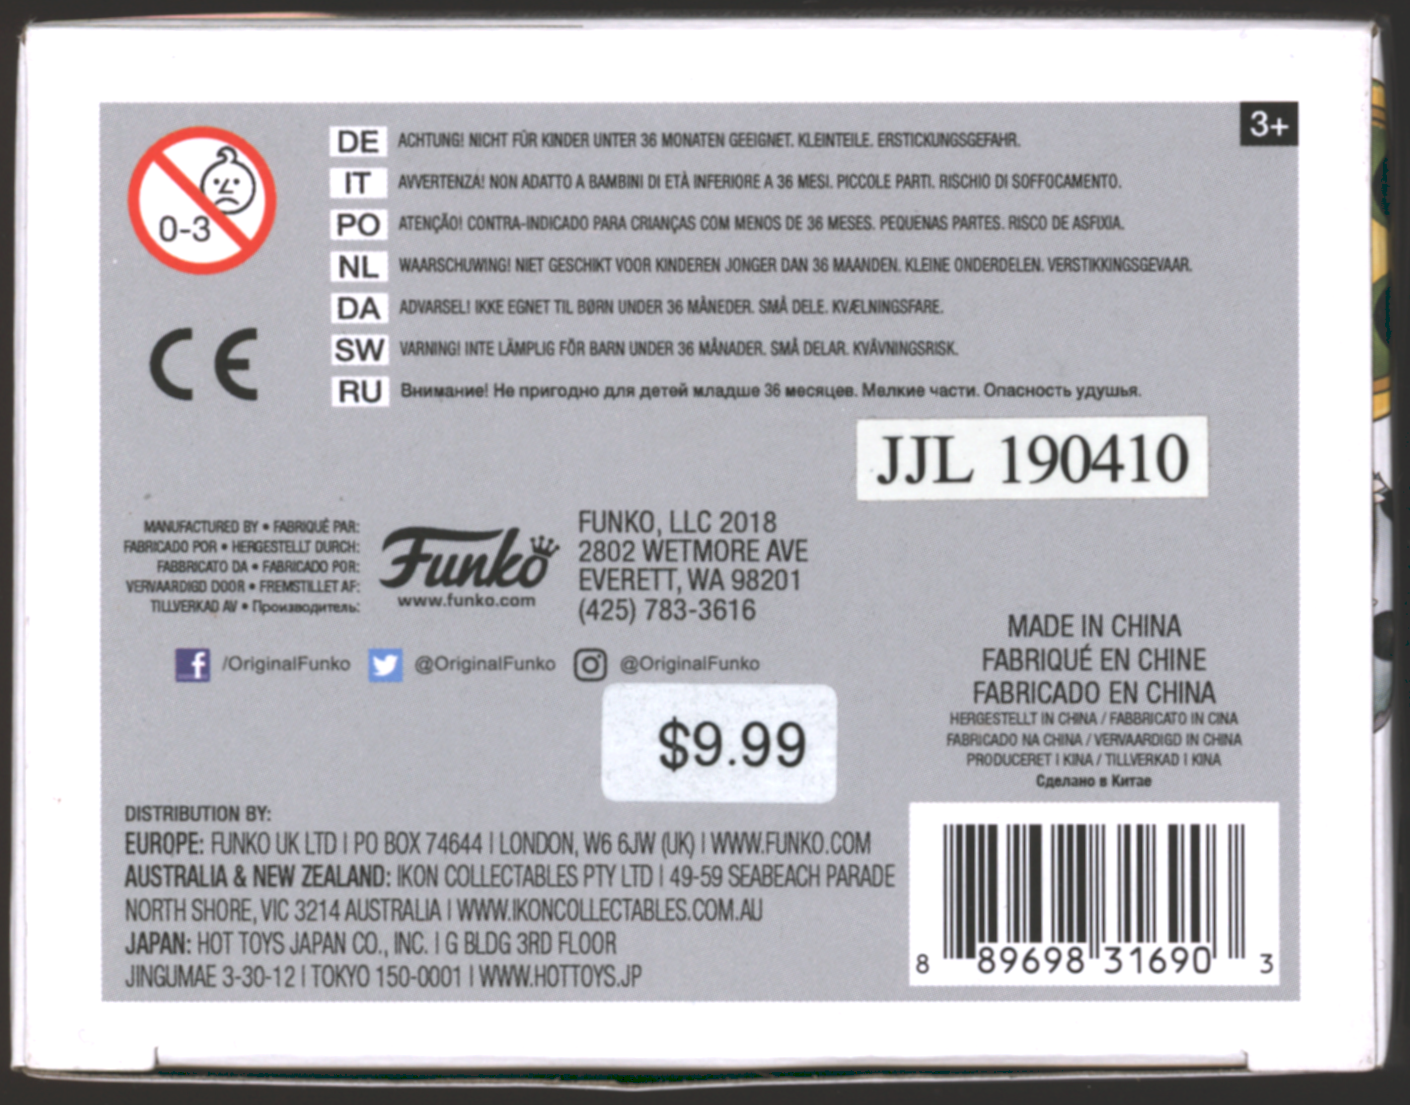 3+
0-3
DE ACHTUNG! NICHT FÜR KINDER UNTER 36 MONATEN GEEIGNET. KLEINTEILE. ERSTICKUNGSGEFAHR.
IT AVVERTENZA! NON ADATTO A BAMBINI DI ETÀ INFERIORE A 36 MESI. PICCOLE PARTI. RISCHIO DI SOFFOCAMENTO.
PO ATENÇÃO! CONTRA-INDICADO PARA CRIANÇAS COM MENOS DE 36 MESES. PEQUENAS PARTES. RISCO DE ASFIXIA.
NL WAARSCHUWING! NIET GESCHIKT VOOR KINDEREN JONGER DAN 36 MAANDEN. KLEINE ONDERDELEN. VERSTIKKINGSGEVAAR.
DA ADVARSEL! IKKE EGNET TIL BØRN UNDER 36 MÅNEDER. SMÅ DELE. KVÆLNINGSFARE.
SW VARNING! INTE LÄMPLIG FÖR BARN UNDER 36 MÅNADER. SMÅ DELAR. KVÄVNINGSRISK.
RU Внимание! Не пригодно для детей младше 36 месяцев. Мелкие части. Опасность удушья.
CE
JJL 190410
MANUFACTURED BY • FABRIQUÉ PAR:
FABRICADO POR • HERGESTELLT DURCH:
FABBRICATO DA • FABRICADO POR:
VERVAARDIGD DOOR • FREMSTILLET AF:
TILLVERKAD AV • Производитель:
Funko
www.funko.com
FUNKO, LLC 2018
2802 WETMORE AVE
EVERETT, WA 98201
(425) 783-3616
/OriginalFunko @OriginalFunko @OriginalFunko
MADE IN CHINA
FABRIQUÉ EN CHINE
FABRICADO EN CHINA
HERGESTELLT IN CHINA / FABBRICATO IN CINA
FABRICADO NA CHINA / VERVAARDIGD IN CHINA
PRODUCERET I KINA / TILLVERKAD I KINA
Сделано в Китае
$9.99
DISTRIBUTION BY:
EUROPE: FUNKO UK LTD | PO BOX 74644 | LONDON, W6 6JW (UK) | WWW.FUNKO.COM
AUSTRALIA & NEW ZEALAND: IKON COLLECTABLES PTY LTD | 49-59 SEABEACH PARADE
NORTH SHORE, VIC 3214 AUSTRALIA | WWW.IKONCOLLECTABLES.COM.AU
JAPAN: HOT TOYS JAPAN CO., INC. | G BLDG 3RD FLOOR
JINGUMAE 3-30-12 | TOKYO 150-0001 | WWW.HOTTOYS.JP
8 89698 31690 3